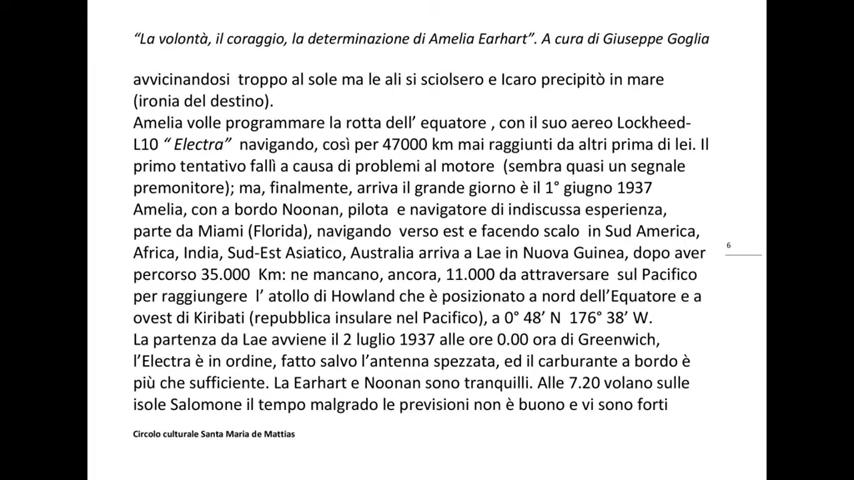 “La volontà, il coraggio, la determinazione di Amelia Earhart”. A cura di Giuseppe Goglia
avvicinandosi  troppo al sole ma le ali si sciolsero e Icaro precipitò in mare
(ironia del destino).
Amelia volle programmare la rotta dell’ equatore , con il suo aereo Lockheed-
L10 “ Electra”  navigando, così per 47000 km mai raggiunti da altri prima di lei. Il
primo tentativo fallì a causa di problemi al motore  (sembra quasi un segnale
premonitore); ma, finalmente, arriva il grande giorno è il 1° giugno 1937
Amelia, con a bordo Noonan, pilota  e navigatore di indiscussa esperienza,
parte da Miami (Florida), navigando  verso est e facendo scalo  in Sud America,
Africa, India, Sud-Est Asiatico, Australia arriva a Lae in Nuova Guinea, dopo aver
percorso 35.000  Km: ne mancano, ancora, 11.000 da attraversare  sul Pacifico
per raggiungere  l’ atollo di Howland che è posizionato a nord dell’Equatore e a
ovest di Kiribati (repubblica insulare nel Pacifico), a 0° 48’ N  176° 38’ W.
La partenza da Lae avviene il 2 luglio 1937 alle ore 0.00 ora di Greenwich,
l’Electra è in ordine, fatto salvo l’antenna spezzata, ed il carburante a bordo è
più che sufficiente. La Earhart e Noonan sono tranquilli. Alle 7.20 volano sulle
isole Salomone il tempo malgrado le previsioni non è buono e vi sono forti
6
Circolo culturale Santa Maria de Mattias